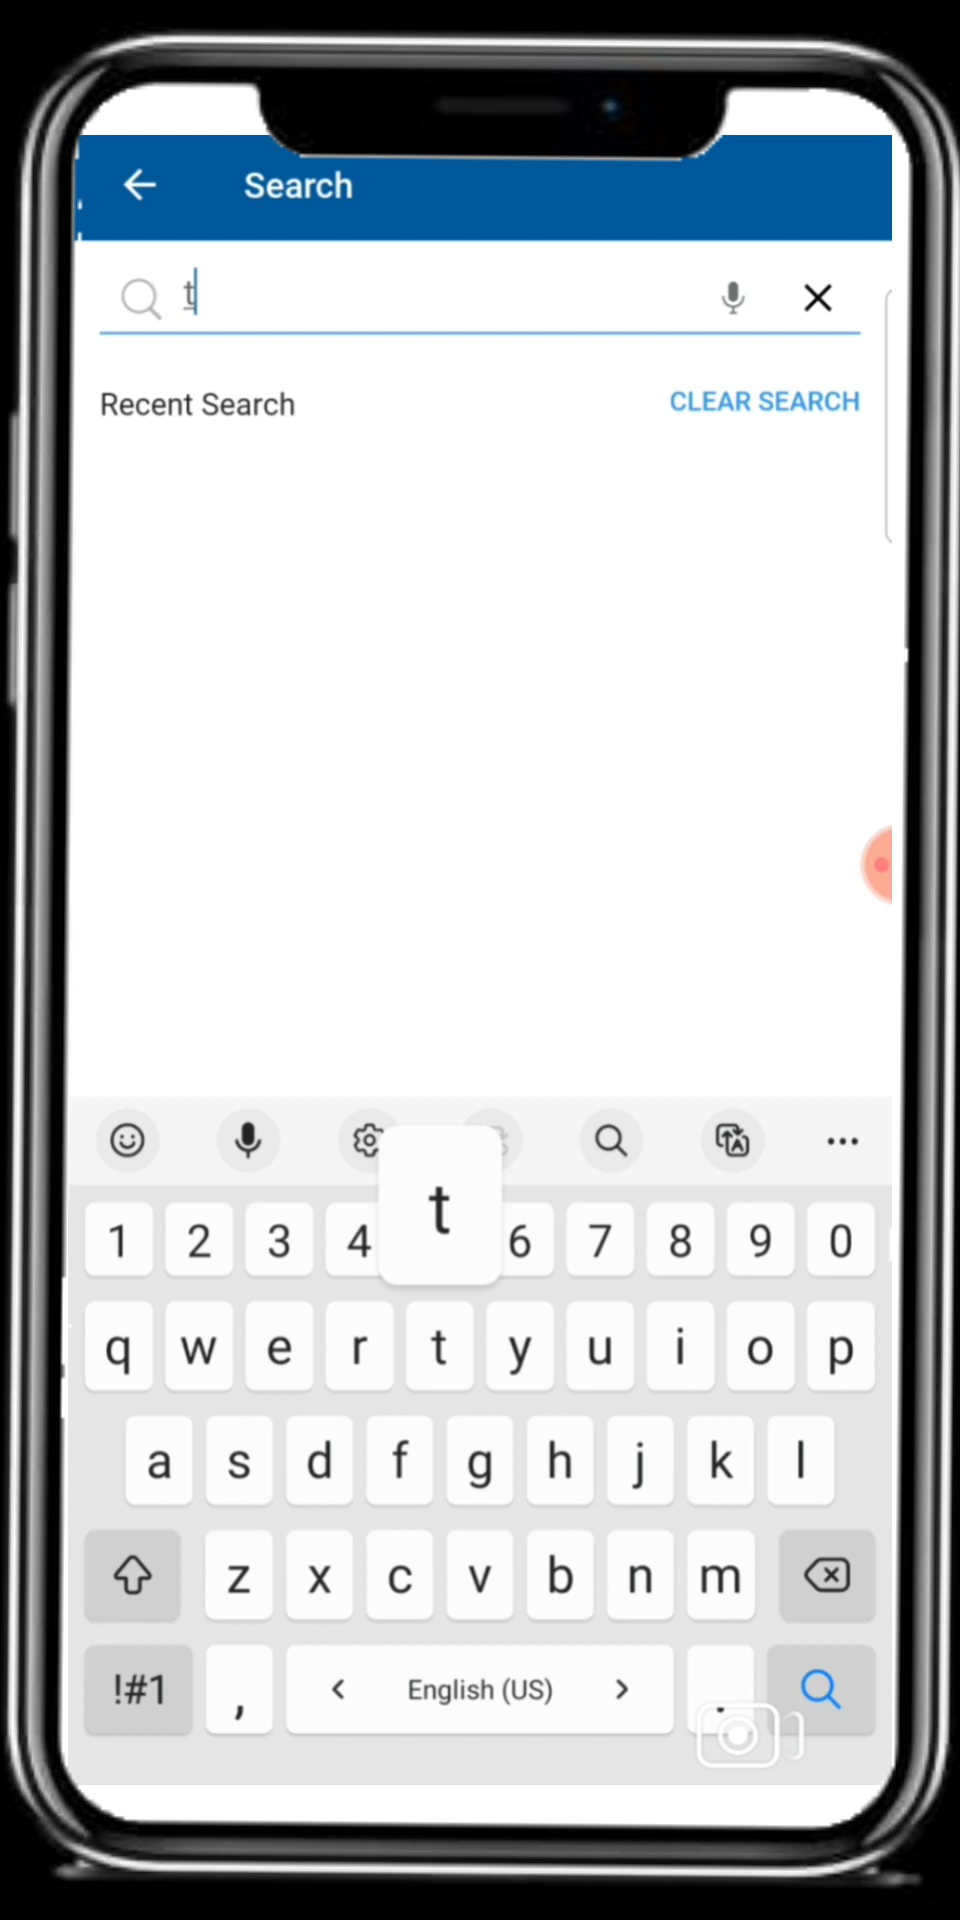 Search
t
Recent Search
CLEAR SEARCH
t
1 2 3 4 6 7 8 9 0
q w e r t y u i o p
a s d f g h j k l
z x c v b n m
!#1 , < English (US) > .